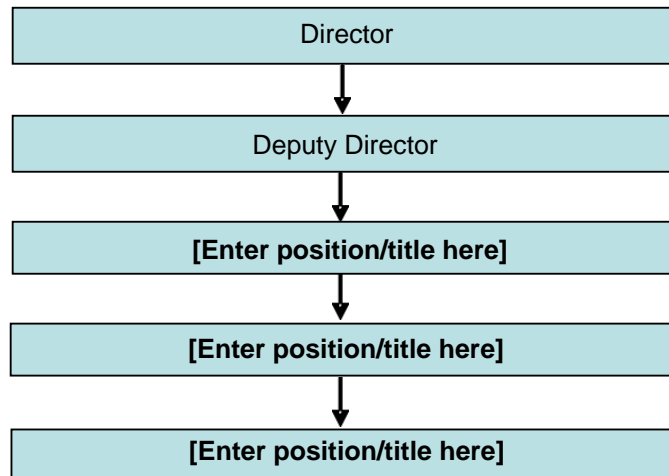 Director
Deputy Director
[Enter position/title here]
[Enter position/title here]
[Enter position/title here]